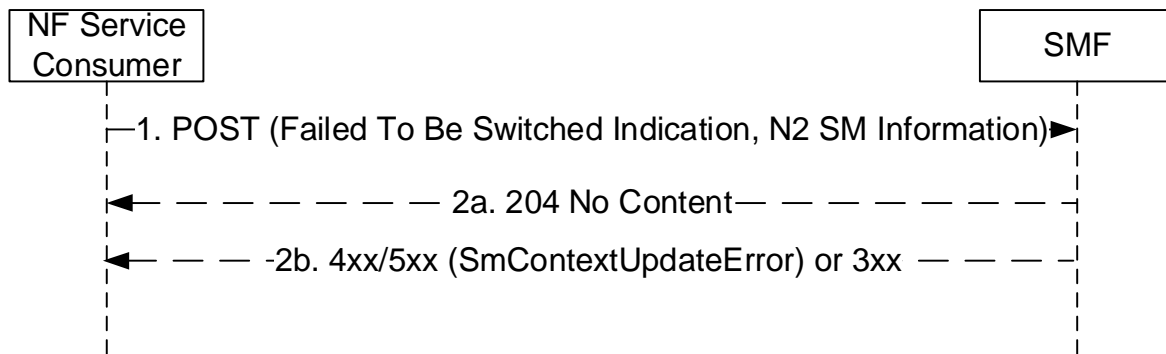 NF Service
Consumer
SMF
1. POST (Failed To Be Switched Indication, N2 SM Information)
2a. 204 No Content
2b. 4xx/5xx (SmContextUpdateError) or 3xx